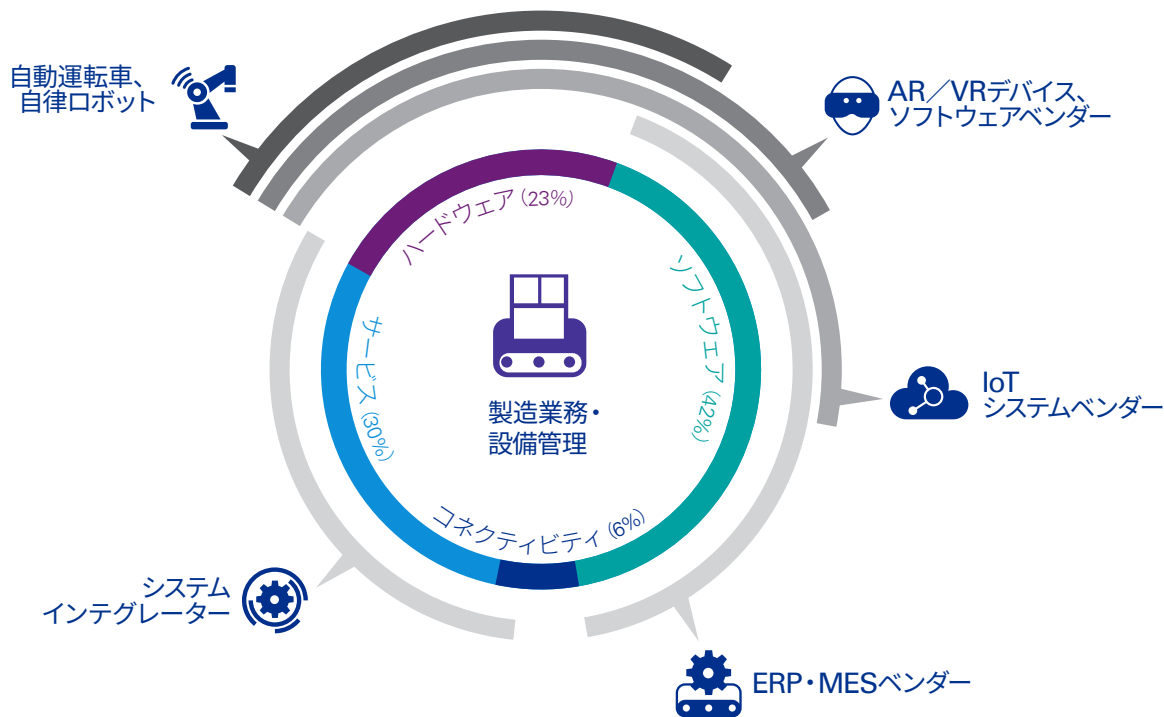 自動運転車、
自律ロボット
AR／VRデバイス、
ソフトウェアベンダー
ハードウェア（23%）
ソフトウェア（42%）
サービス（30%）
コネクティビティ（6%）
製造業務・
設備管理
IoT
システムベンダー
システム
インテグレーター
ERP・MESベンダー